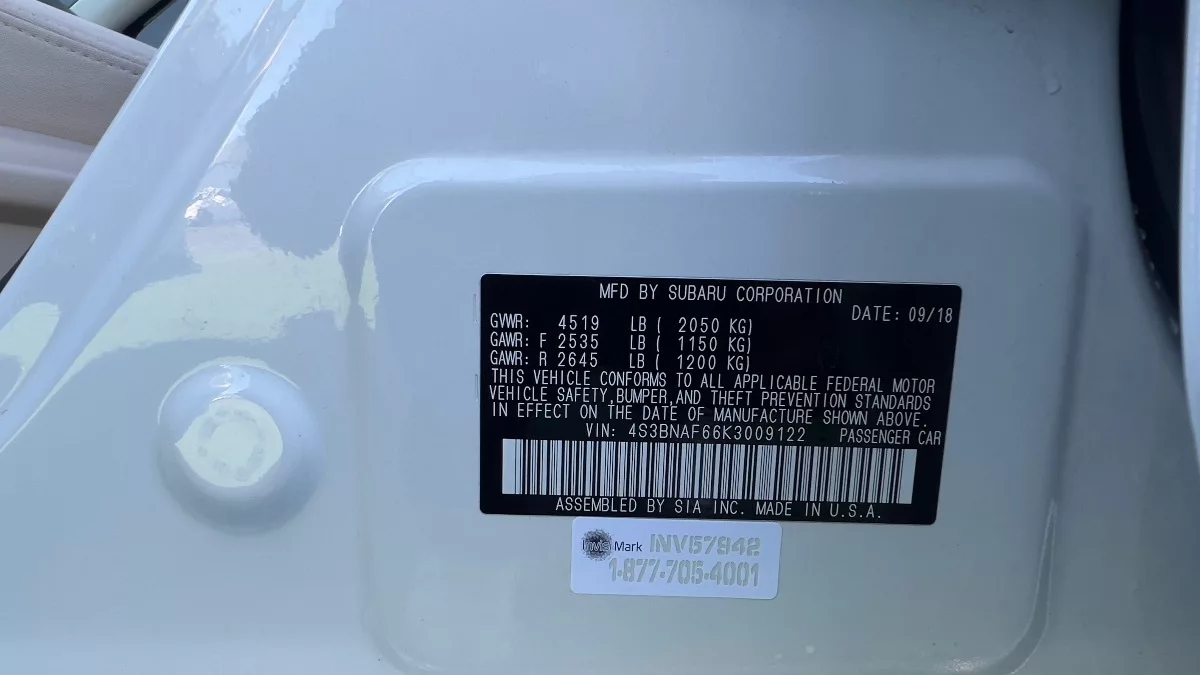 MFD BY SUBARU CORPORATION
DATE: 09/18
GVWR: 4519 LB ( 2050 KG)
GAWR: F 2535 LB ( 1150 KG)
GAWR: R 2645 LB ( 1200 KG)
THIS VEHICLE CONFORMS TO ALL APPLICABLE FEDERAL MOTOR
VEHICLE SAFETY,BUMPER,AND THEFT PREVENTION STANDARDS
IN EFFECT ON THE DATE OF MANUFACTURE SHOWN ABOVE.
VIN: 4S3BNAF66K3009122 PASSENGER CAR
ASSEMBLED BY SIA INC. MADE IN U.S.A.
Invis Mark INV57942
1-877-705-4001